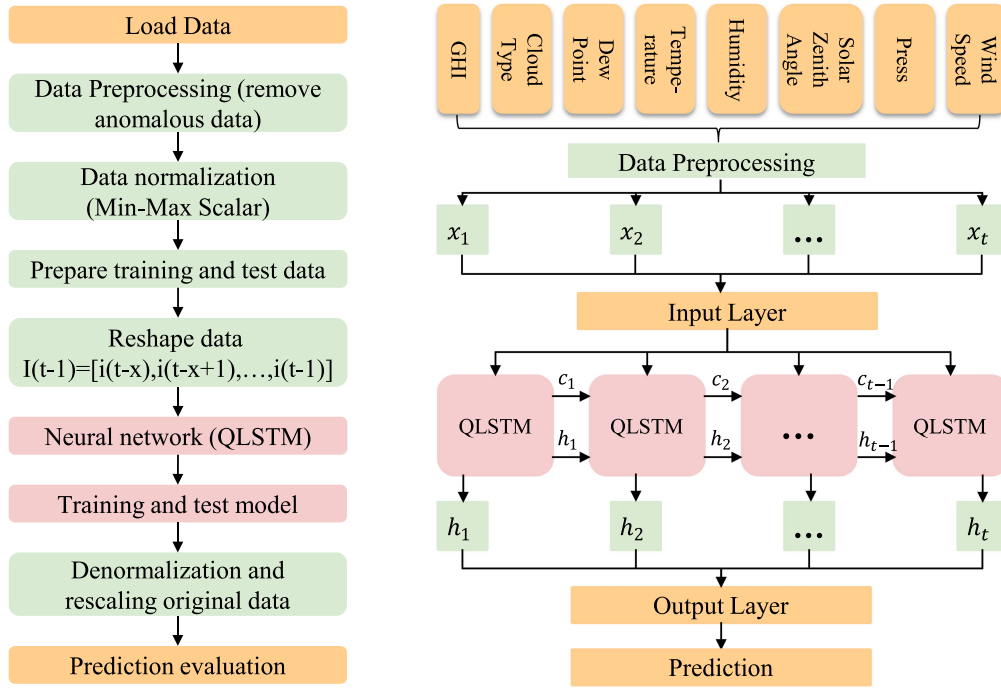 Load Data
Data Preprocessing (remove
anomalous data)
Data normalization
(Min-Max Scalar)
Prepare training and test data
Reshape data
I(t-1)=[i(t-x),i(t-x+1),…,i(t-1)]
Neural network (QLSTM)
Training and test model
Denormalization and
rescaling original data
Prediction evaluation
GHI
Cloud
Type
Dew
Point
Tempe-
rature
Humidity
Solar
Zenith
Angle
Press
Wind
Speed
Data Preprocessing
x₁ x₂ … xₜ
Input Layer
c₁ c₂ cₜ₋₁
QLSTM QLSTM … QLSTM
h₁ h₂ hₜ₋₁
h₁ h₂ … hₜ
Output Layer
Prediction